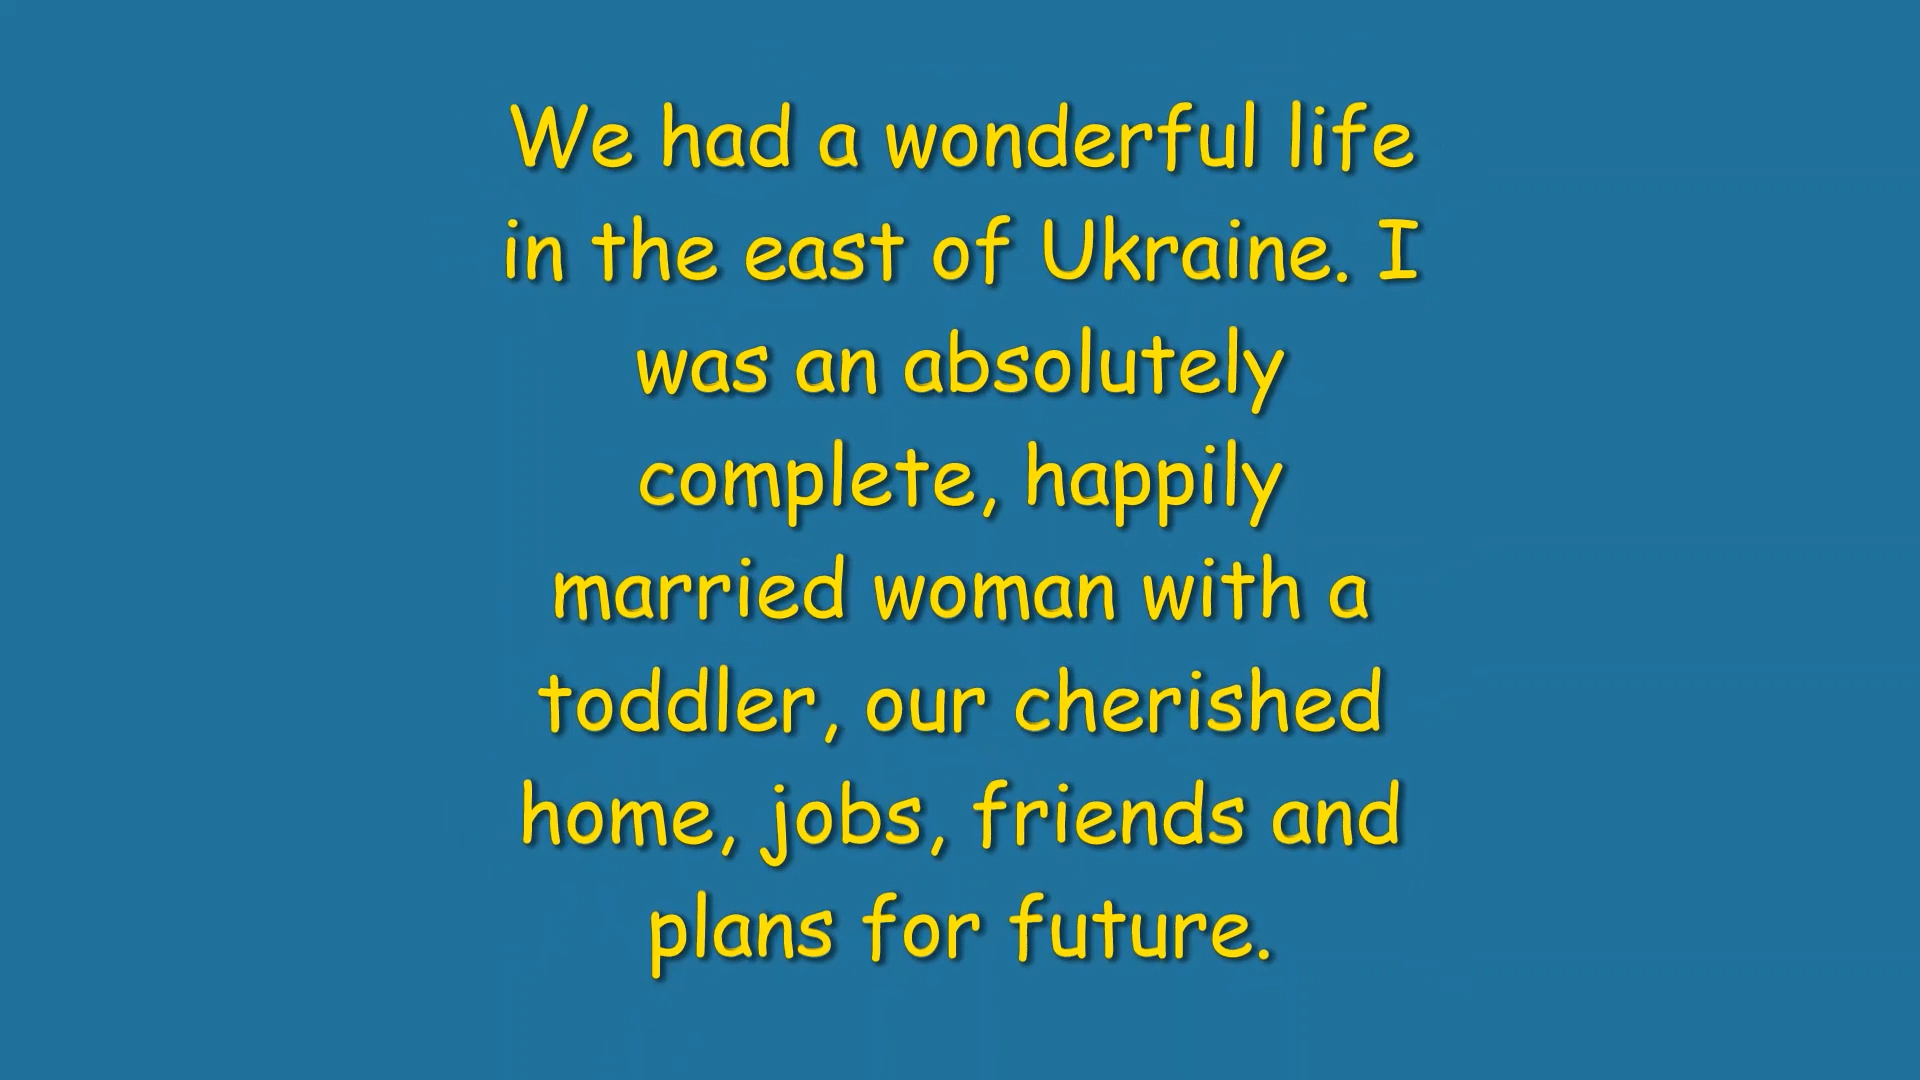 We had a wonderful life
in the east of Ukraine. I
was an absolutely
complete, happily
married woman with a
toddler, our cherished
home, jobs, friends and
plans for future.